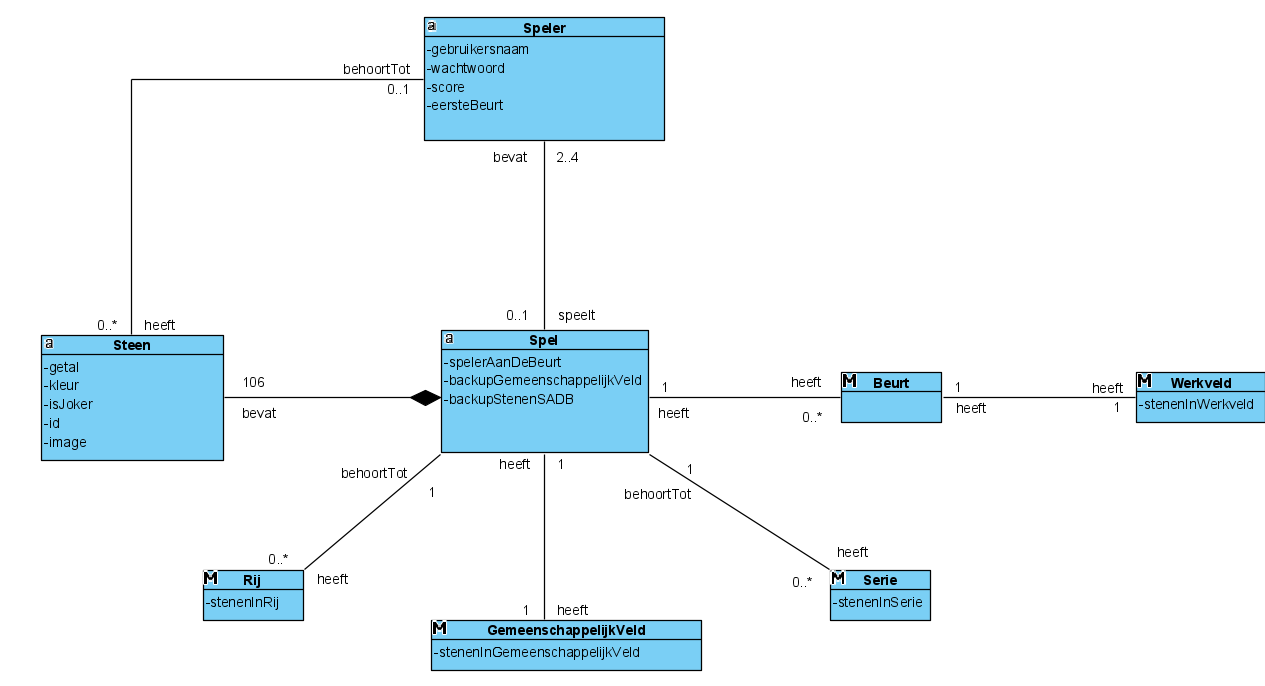 a
Speler
-gebruikersnaam
-wachtwoord
-score
-eersteBeurt
behoortTot
0..1
bevat
2..4
0..*
heeft
0..1
speelt
a
Steen
-getal
-kleur
-isJoker
-id
-image
106
bevat
a
Spel
-spelerAanDeBeurt
-backupGemeenschappelijkVeld
-backupStenenSADB
1
heeft
heeft
0..*
M
Beurt
1
heeft
heeft
1
M
Werkveld
-stenenInWerkveld
behoortTot
1
heeft
1
1
behoortTot
0..*
heeft
M
Rij
-stenenInRij
1
heeft
heeft
0..*
M
Serie
-stenenInSerie
M
GemeenschappelijkVeld
-stenenInGemeenschappelijkVeld